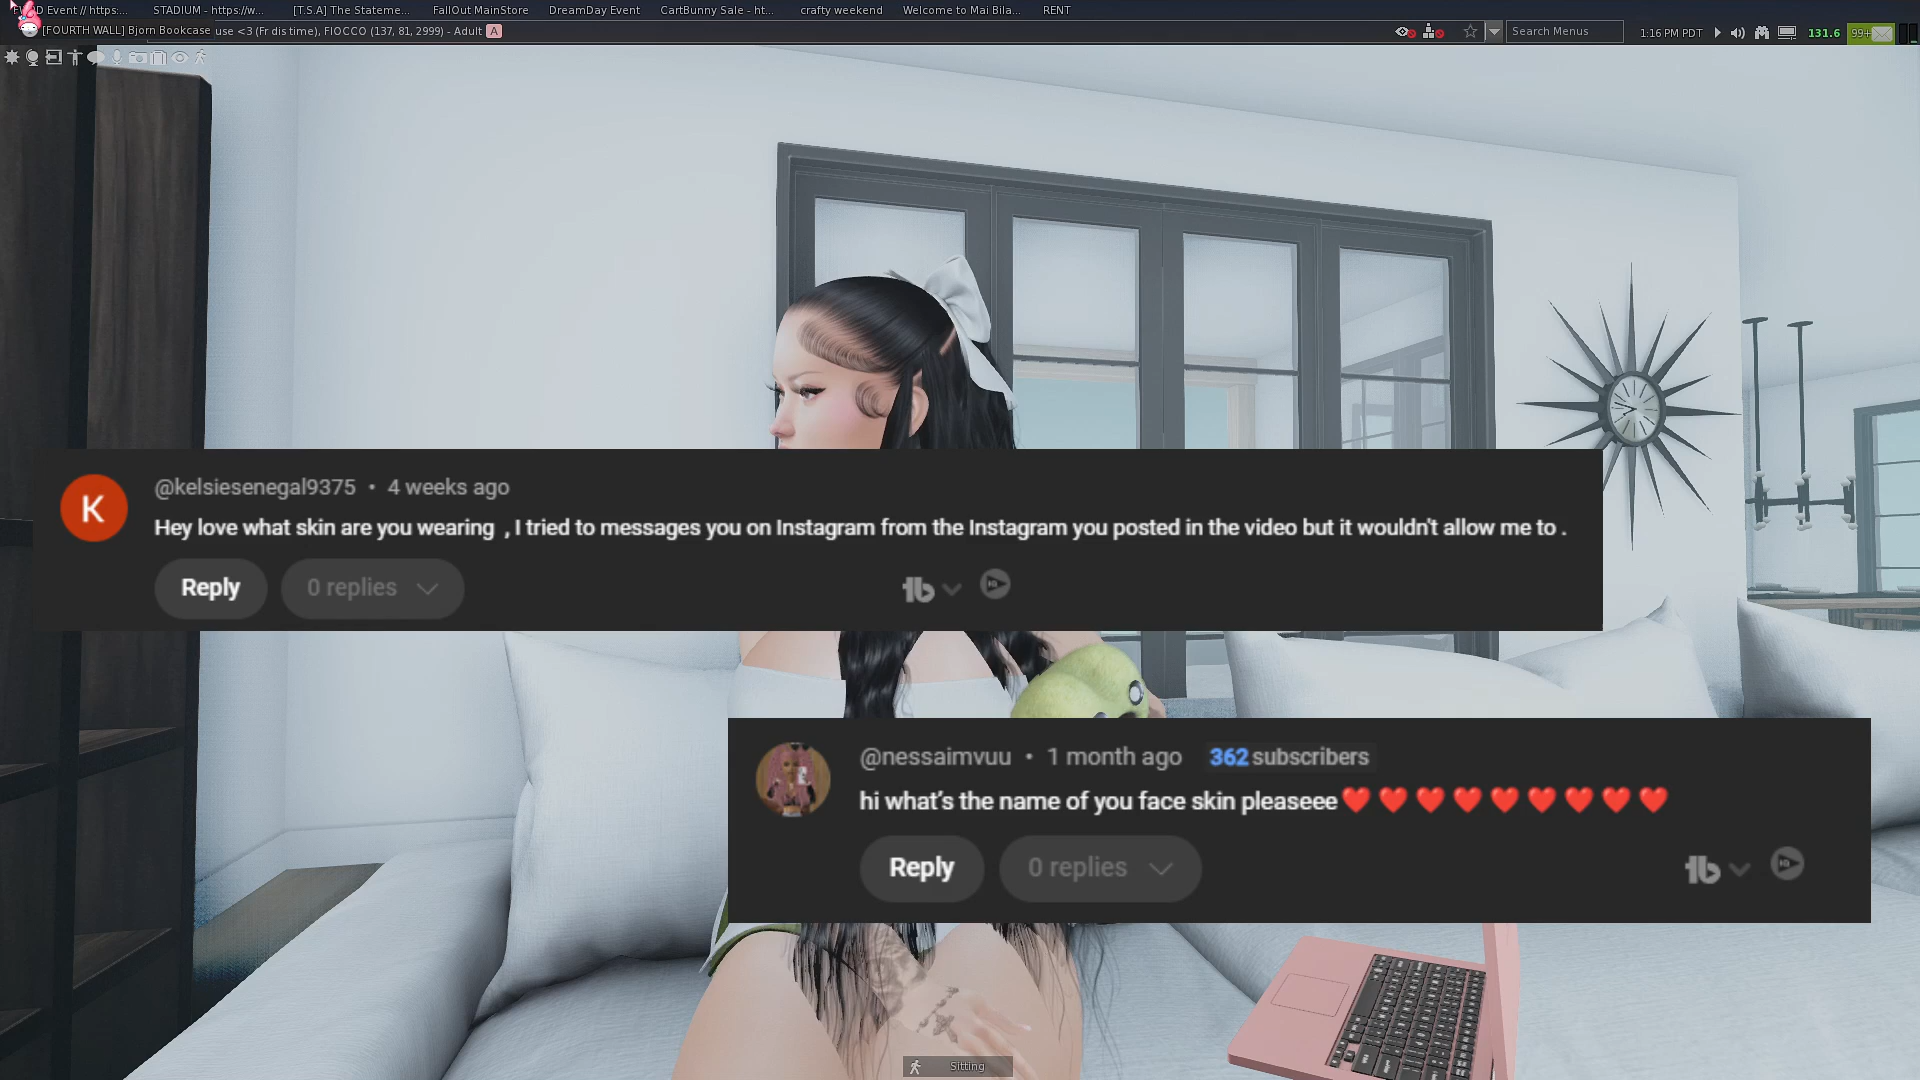 D Event // https:... STADIUM - https://w... [T.S.A] The Stateme... FallOut MainStore DreamDay Event CartBunny Sale - ht... crafty weekend Welcome to Mai Bila... RENT
[FOURTH WALL] Bjorn Bookcase use <3 (Fr dis time), FIOCCO (137, 81, 2999) - Adult A Search Menus 1:16 PM PDT 131.6 99+
K @kelsiesenegal9375 • 4 weeks ago
Hey love what skin are you wearing , I tried to messages you on Instagram from the Instagram you posted in the video but it wouldn't allow me to .
Reply 0 replies
@nessaimvuu • 1 month ago 362 subscribers
hi what's the name of you face skin pleaseee❤️❤️❤️❤️❤️❤️❤️❤️❤️
Reply 0 replies
Sitting